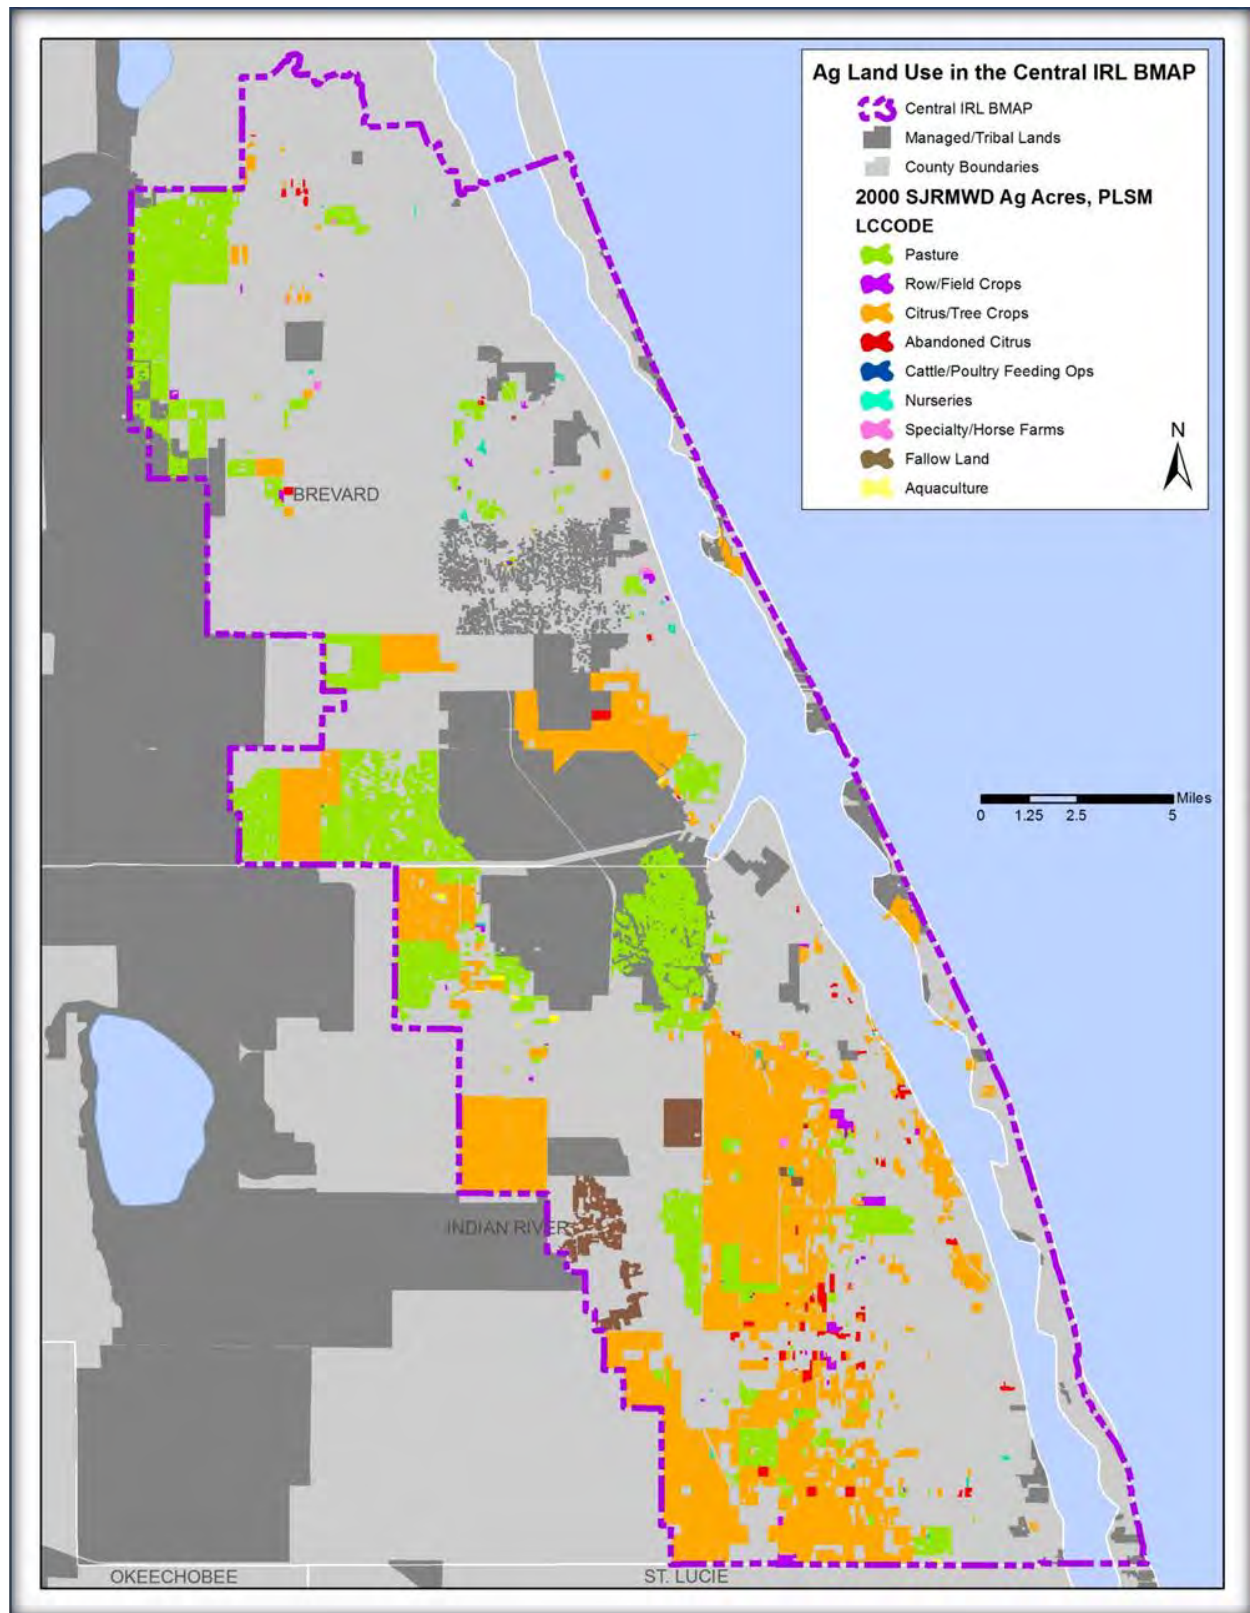 Ag Land Use in the Central IRL BMAP
Central IRL BMAP
Managed/Tribal Lands
County Boundaries
2000 SJRMWD Ag Acres, PLSM
LCCODE
Pasture
Row/Field Crops
Citrus/Tree Crops
Abandoned Citrus
Cattle/Poultry Feeding Ops
Nurseries
Specialty/Horse Farms
Fallow Land
Aquaculture
N
BREVARD
Miles
0 1.25 2.5 5
INDIAN RIVER
OKEECHOBEE
ST. LUCIE